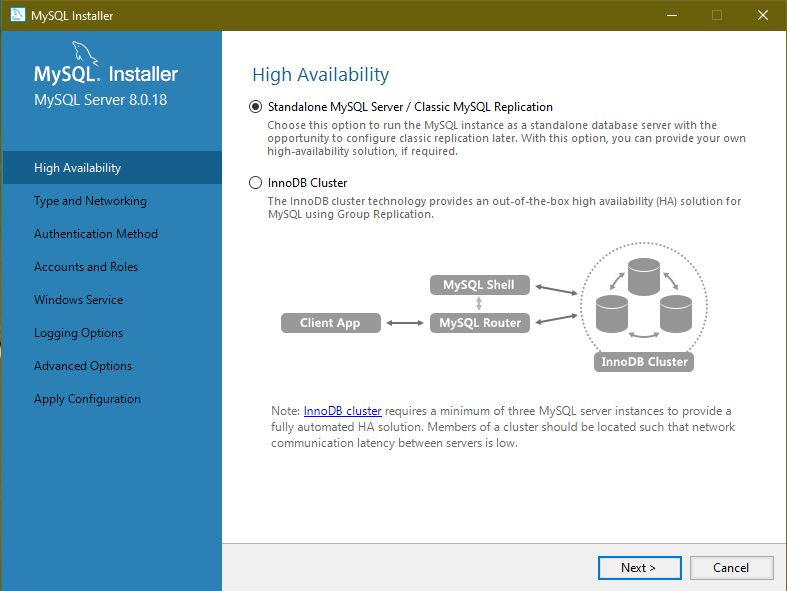 MySQL Installer
MySQL. Installer
MySQL Server 8.0.18
High Availability
Type and Networking
Authentication Method
Accounts and Roles
Windows Service
Logging Options
Advanced Options
Apply Configuration
High Availability
Standalone MySQL Server / Classic MySQL Replication
Choose this option to run the MySQL instance as a standalone database server with the
opportunity to configure classic replication later. With this option, you can provide your own
high-availability solution, if required.
InnoDB Cluster
The InnoDB cluster technology provides an out-of-the-box high availability (HA) solution for
MySQL using Group Replication.
MySQL Shell
Client App
MySQL Router
InnoDB Cluster
Note: InnoDB cluster requires a minimum of three MySQL server instances to provide a
fully automated HA solution. Members of a cluster should be located such that network
communication latency between servers is low.
Next >
Cancel